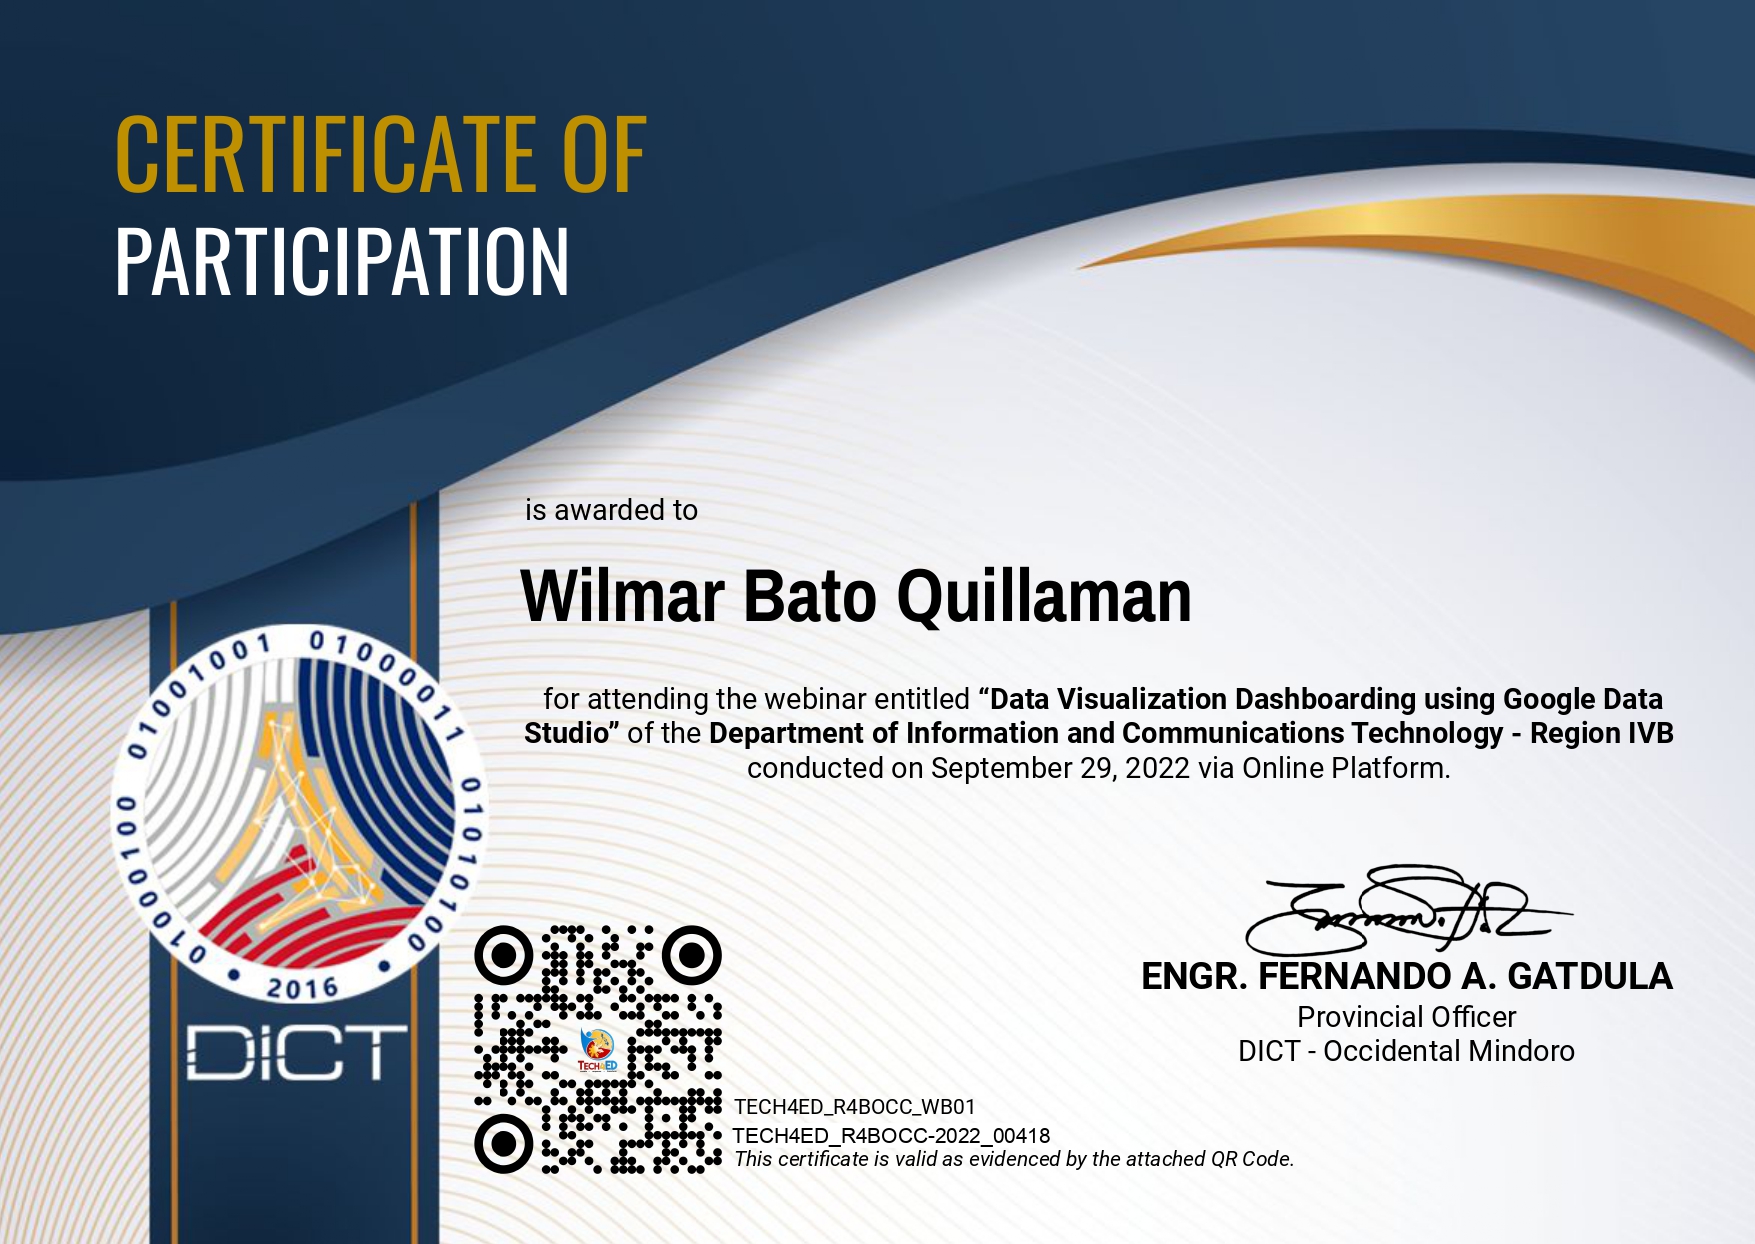 CERTIFICATE OF
PARTICIPATION
is awarded to
Wilmar Bato Quillaman
for attending the webinar entitled “Data Visualization Dashboarding using Google Data
Studio” of the Department of Information and Communications Technology - Region IVB
conducted on September 29, 2022 via Online Platform.
01000100 01001001 01000011 01010100
2016
DICT
ENGR. FERNANDO A. GATDULA
Provincial Officer
DICT - Occidental Mindoro
TECH4ED
TECH4ED_R4BOCC_WB01
TECH4ED_R4BOCC-2022_00418
This certificate is valid as evidenced by the attached QR Code.